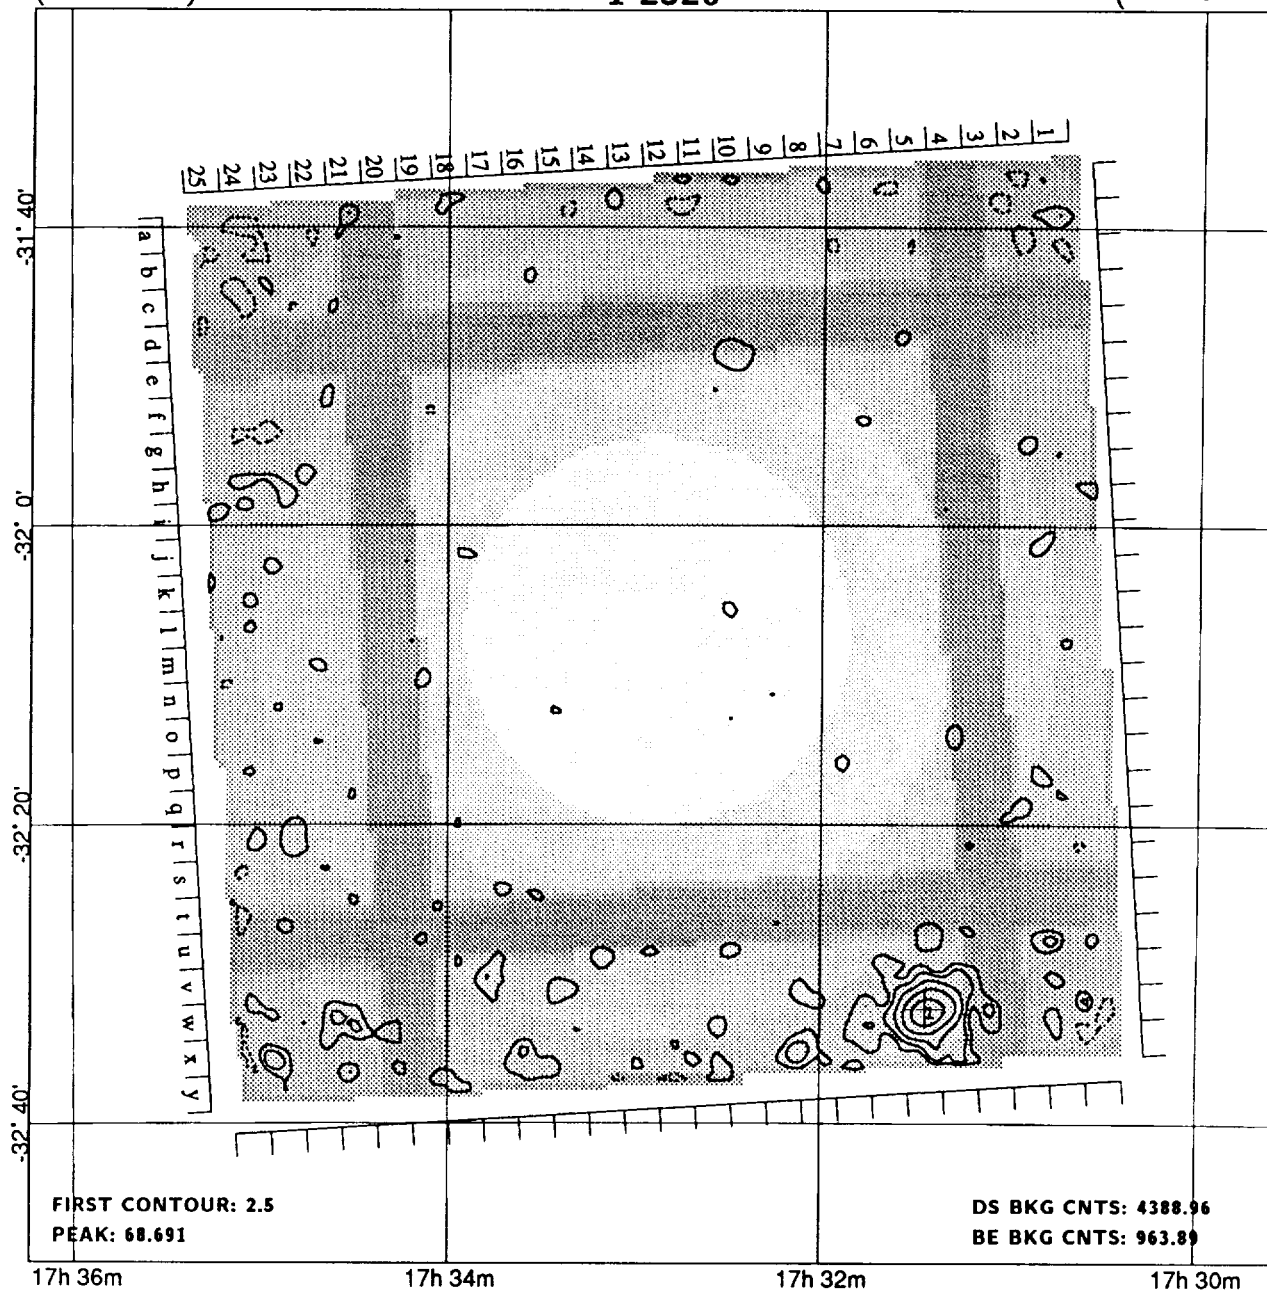 25 24 23 22 21 20 19 18 17 16 15 14 13 12 11 10 9 8 7 6 5 4 3 2 1
-31° 40'
a b c d e f g h i j k l m n o p q r s t u v w x y
-32° 0'
-32° 20'
-32° 40'
FIRST CONTOUR: 2.5
PEAK: 68.691
DS BKG CNTS: 4388.96
BE BKG CNTS: 963.89
17h 36m 17h 34m 17h 32m 17h 30m